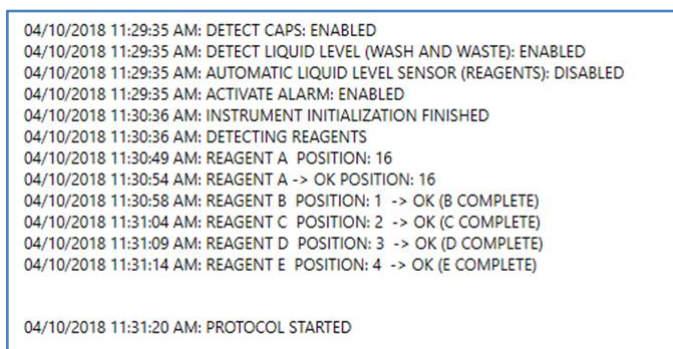 04/10/2018 11:29:35 AM: DETECT CAPS: ENABLED
04/10/2018 11:29:35 AM: DETECT LIQUID LEVEL (WASH AND WASTE): ENABLED
04/10/2018 11:29:35 AM: AUTOMATIC LIQUID LEVEL SENSOR (REAGENTS): DISABLED
04/10/2018 11:29:35 AM: ACTIVATE ALARM: ENABLED
04/10/2018 11:30:36 AM: INSTRUMENT INITIALIZATION FINISHED
04/10/2018 11:30:36 AM: DETECTING REAGENTS
04/10/2018 11:30:49 AM: REAGENT A  POSITION: 16
04/10/2018 11:30:54 AM: REAGENT A -> OK POSITION: 16
04/10/2018 11:30:58 AM: REAGENT B  POSITION: 1  -> OK (B COMPLETE)
04/10/2018 11:31:04 AM: REAGENT C  POSITION: 2  -> OK (C COMPLETE)
04/10/2018 11:31:09 AM: REAGENT D  POSITION: 3  -> OK (D COMPLETE)
04/10/2018 11:31:14 AM: REAGENT E  POSITION: 4  -> OK (E COMPLETE)
04/10/2018 11:31:20 AM: PROTOCOL STARTED